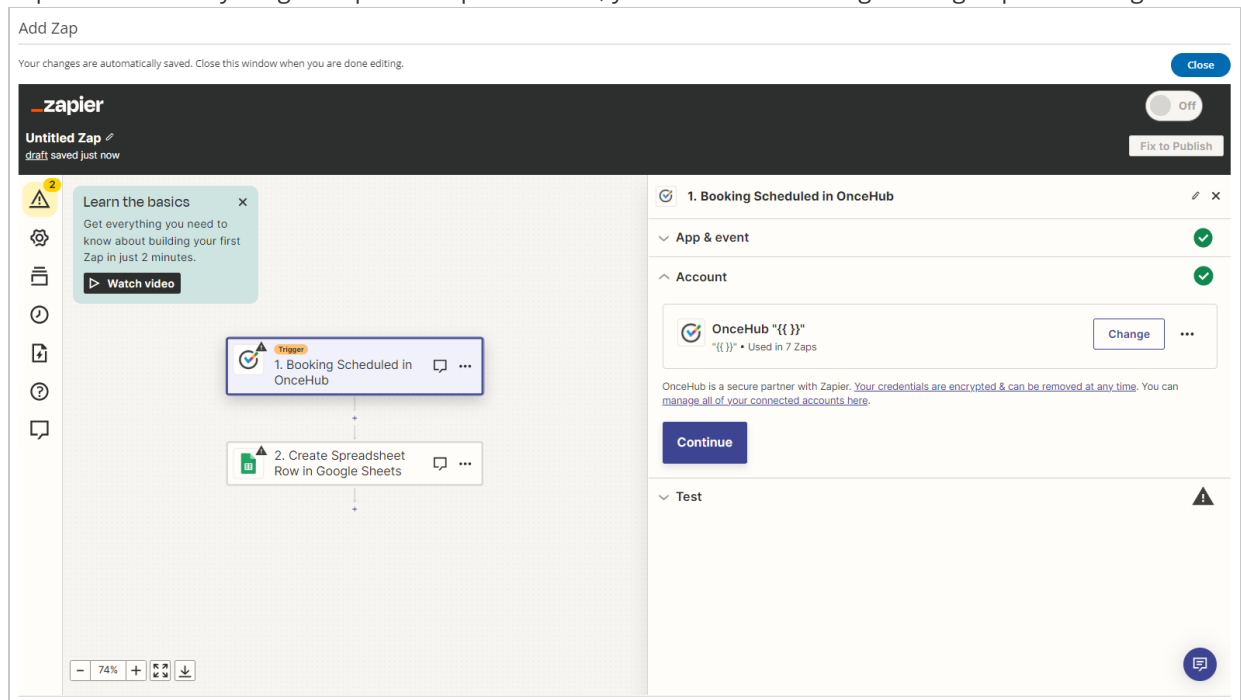 Add Zap
Your changes are automatically saved. Close this window when you are done editing.
Close
_zapier
Off
Untitled Zap
draft saved just now
Fix to Publish
2
Learn the basics
Get everything you need to
know about building your first
Zap in just 2 minutes.
Watch video
Trigger
1. Booking Scheduled in
OnceHub
2. Create Spreadsheet
Row in Google Sheets
74%
1. Booking Scheduled in OnceHub
App & event
Account
OnceHub "{{ }}"
"{{ }}" • Used in 7 Zaps
Change
OnceHub is a secure partner with Zapier. Your credentials are encrypted & can be removed at any time. You can
manage all of your connected accounts here.
Continue
Test